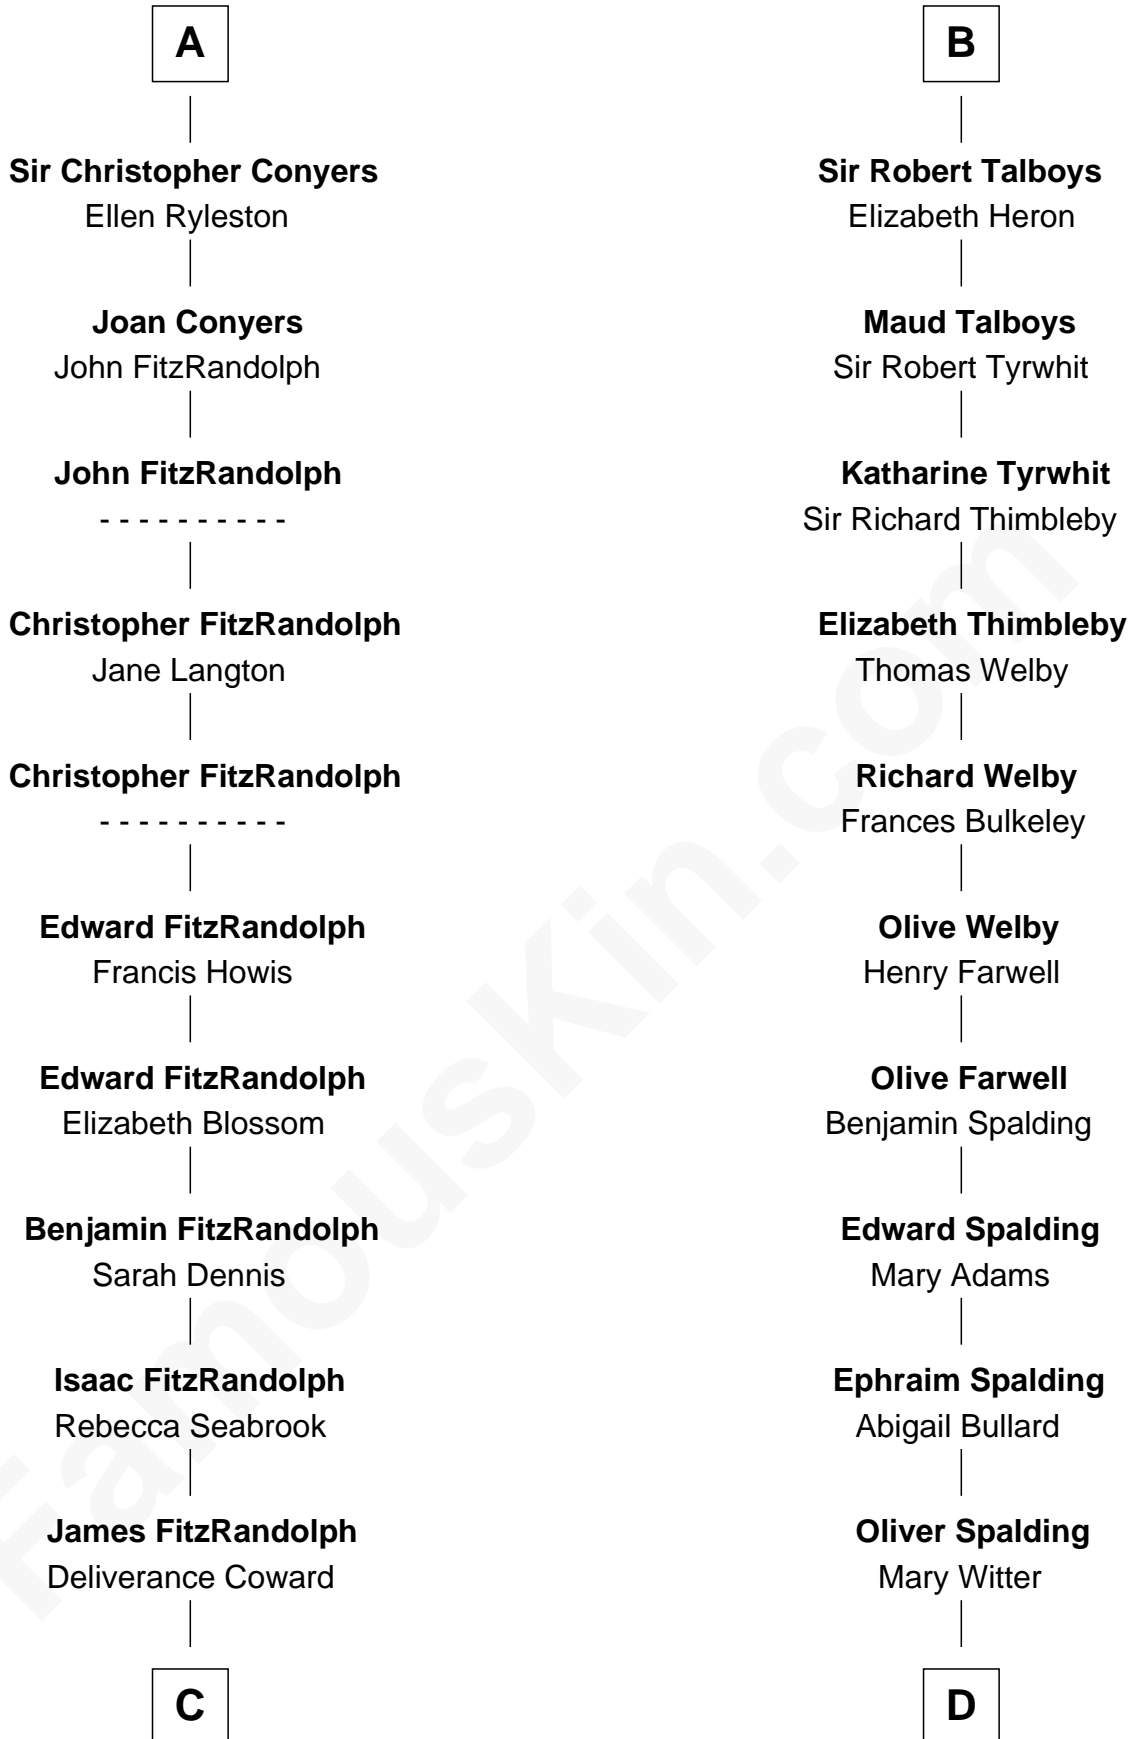 A
Sir Christopher Conyers
Ellen Ryleston
Joan Conyers
John FitzRandolph
John FitzRandolph
- - - - - - - - - -
Christopher FitzRandolph
Jane Langton
Christopher FitzRandolph
- - - - - - - - - -
Edward FitzRandolph
Francis Howis
Edward FitzRandolph
Elizabeth Blossom
Benjamin FitzRandolph
Sarah Dennis
Isaac FitzRandolph
Rebecca Seabrook
James FitzRandolph
Deliverance Coward
C
B
Sir Robert Talboys
Elizabeth Heron
Maud Talboys
Sir Robert Tyrwhit
Katharine Tyrwhit
Sir Richard Thimbleby
Elizabeth Thimbleby
Thomas Welby
Richard Welby
Frances Bulkeley
Olive Welby
Henry Farwell
Olive Farwell
Benjamin Spalding
Edward Spalding
Mary Adams
Ephraim Spalding
Abigail Bullard
Oliver Spalding
Mary Witter
D
FamousKin.com